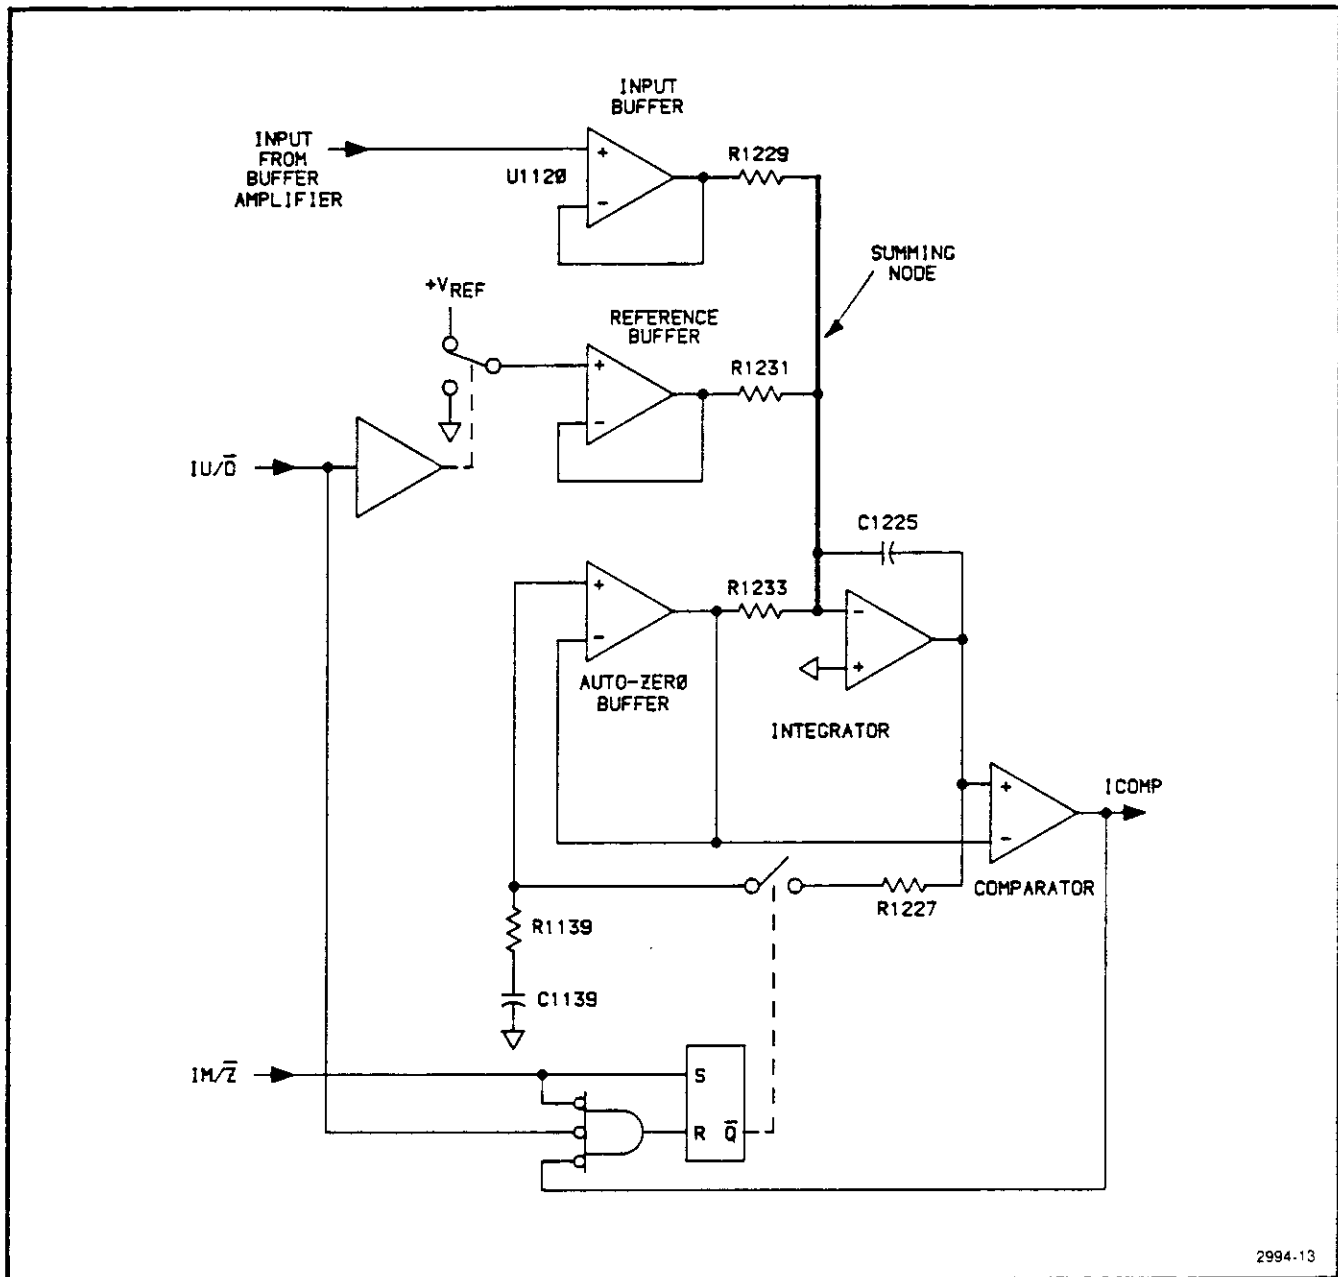 INPUT
BUFFER
INPUT
FROM
BUFFER
AMPLIFIER
U1120
+
-
R1229
SUMMING
NODE
+VREF
REFERENCE
BUFFER
+
-
R1231
IU/D̅
C1225
+
-
R1233
-
+
AUTO-ZERØ
BUFFER
INTEGRATOR
+
-
ICOMP
COMPARATOR
R1227
R1139
C1139
IM/Z̅
S
R Q̅
2994-13